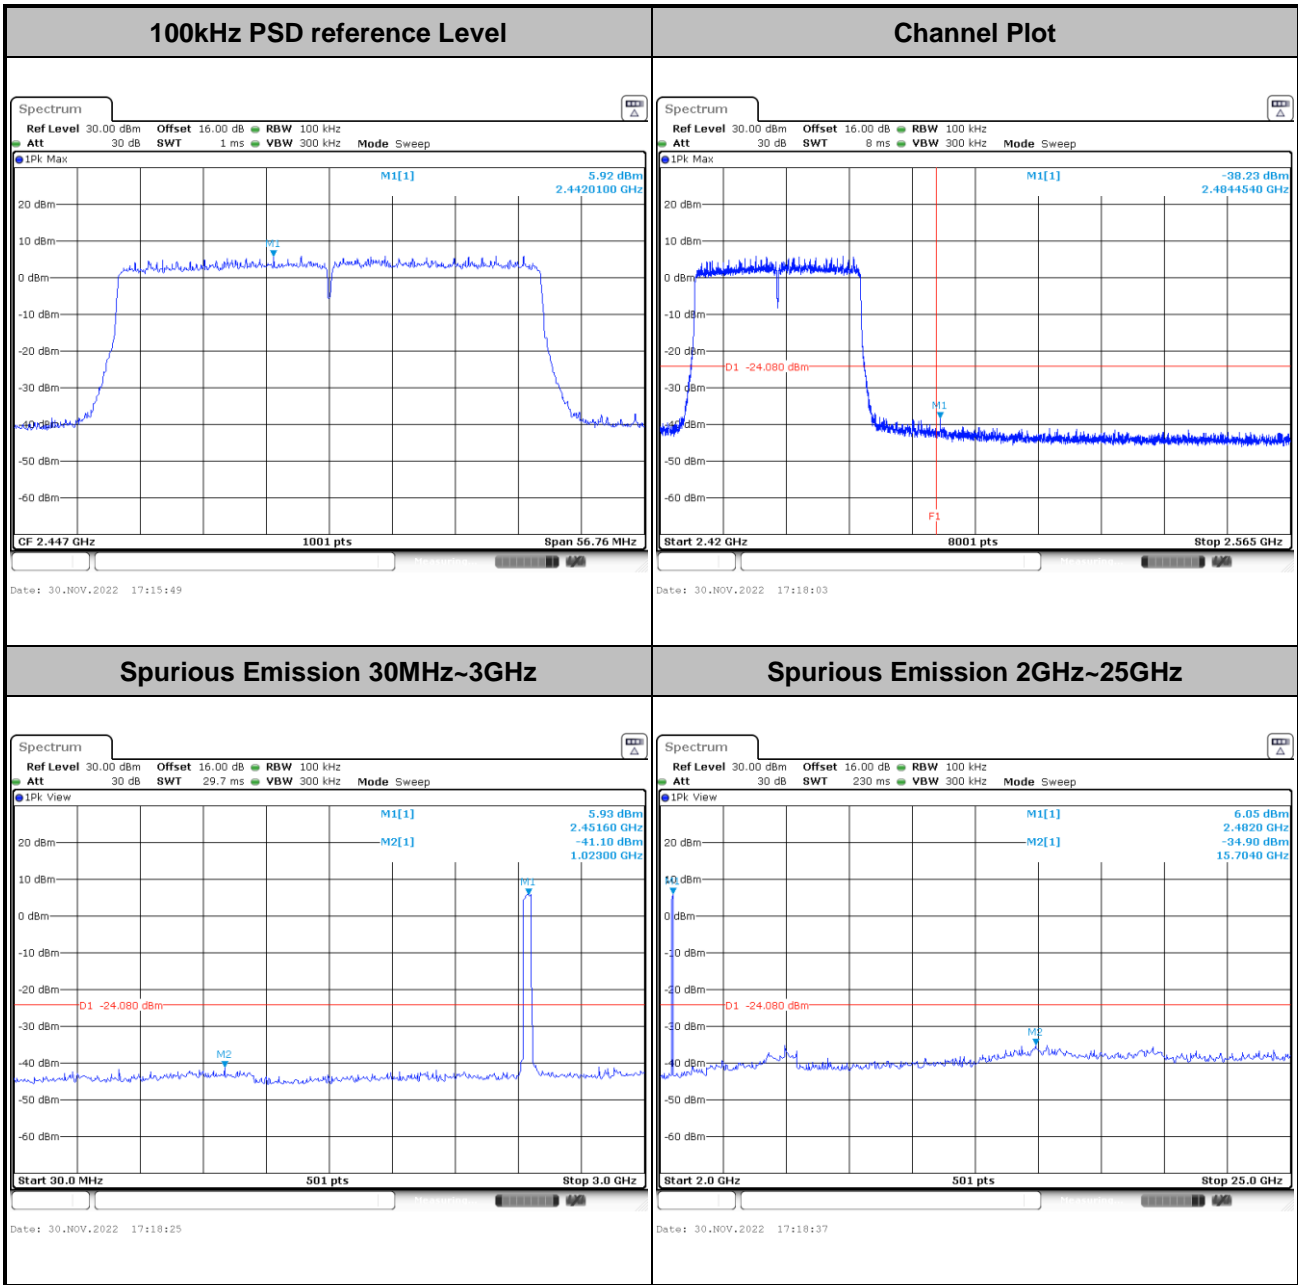 100kHz PSD reference Level
Channel Plot
Spectrum
Ref Level 30.00 dBm Offset 16.00 dB RBW 100 kHz
Att 30 dB SWT 1 ms VBW 300 kHz Mode Sweep
1Pk Max
M1[1] 5.92 dBm
2.4420100 GHz
20 dBm
10 dBm
M1
0 dBm
-10 dBm
-20 dBm
-30 dBm
-40 dBm
-50 dBm
-60 dBm
CF 2.447 GHz 1001 pts Span 56.76 MHz
Measuring...
Date: 30.NOV.2022 17:15:49
Spectrum
Ref Level 30.00 dBm Offset 16.00 dB RBW 100 kHz
Att 30 dB SWT 8 ms VBW 300 kHz Mode Sweep
1Pk Max
M1[1] -38.23 dBm
2.4844540 GHz
20 dBm
10 dBm
0 dBm
-10 dBm
-20 dBm
D1 -24.080 dBm
-30 dBm
M1
-40 dBm
-50 dBm
-60 dBm
F1
Start 2.42 GHz 8001 pts Stop 2.565 GHz
Measuring...
Date: 30.NOV.2022 17:18:03
Spurious Emission 30MHz~3GHz
Spurious Emission 2GHz~25GHz
Spectrum
Ref Level 30.00 dBm Offset 16.00 dB RBW 100 kHz
Att 30 dB SWT 29.7 ms VBW 300 kHz Mode Sweep
1Pk View
M1[1] 5.93 dBm
2.45160 GHz
M2[1] -41.10 dBm
1.02300 GHz
20 dBm
10 dBm
M1
0 dBm
-10 dBm
-20 dBm
D1 -24.080 dBm
-30 dBm
M2
-40 dBm
-50 dBm
-60 dBm
Start 30.0 MHz 501 pts Stop 3.0 GHz
Measuring...
Date: 30.NOV.2022 17:18:25
Spectrum
Ref Level 30.00 dBm Offset 16.00 dB RBW 100 kHz
Att 30 dB SWT 230 ms VBW 300 kHz Mode Sweep
1Pk View
M1[1] 6.05 dBm
2.4820 GHz
M2[1] -34.90 dBm
15.7040 GHz
20 dBm
10 dBm
M1
0 dBm
-10 dBm
-20 dBm
D1 -24.080 dBm
-30 dBm
M2
-40 dBm
-50 dBm
-60 dBm
Start 2.0 GHz 501 pts Stop 25.0 GHz
Measuring...
Date: 30.NOV.2022 17:18:37